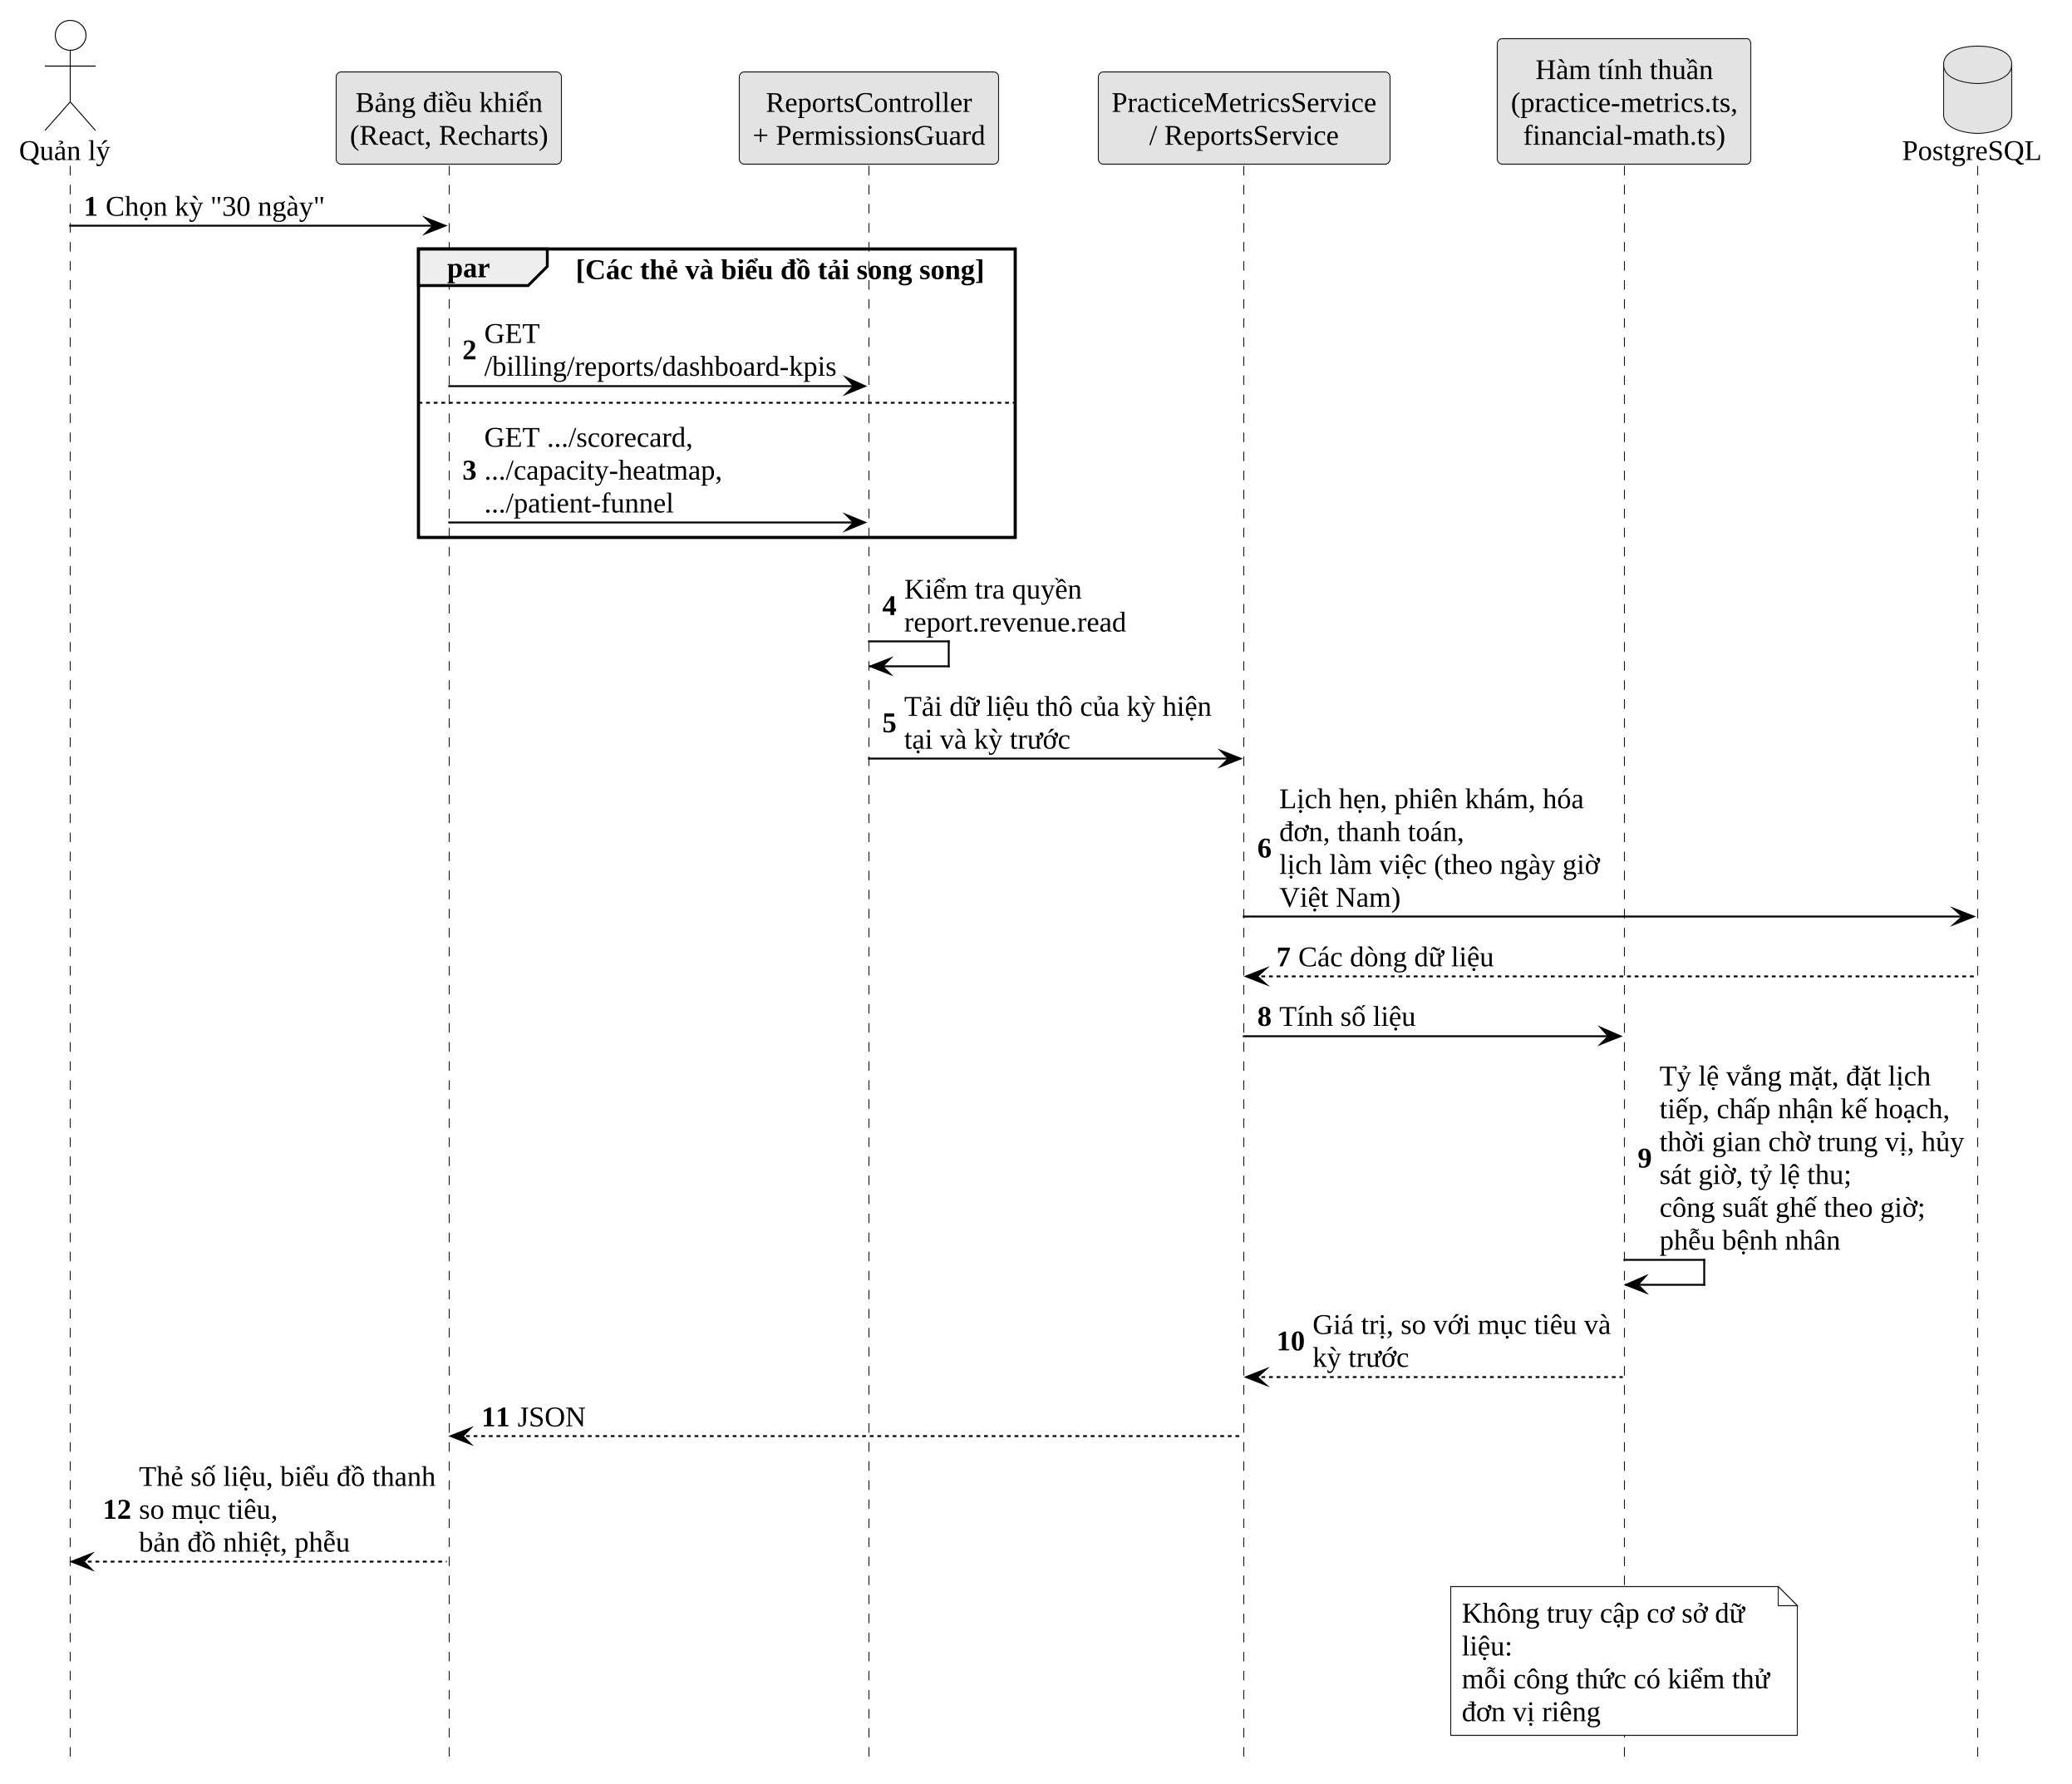 Quản lý
Bảng điều khiển
(React, Recharts)
ReportsController
+ PermissionsGuard
PracticeMetricsService
/ ReportsService
Hàm tính thuần
(practice-metrics.ts,
financial-math.ts)
PostgreSQL
1 Chọn kỳ "30 ngày"
par [Các thẻ và biểu đồ tải song song]
2 GET
/billing/reports/dashboard-kpis
3 GET .../scorecard,
.../capacity-heatmap,
.../patient-funnel
4 Kiểm tra quyền
report.revenue.read
5 Tải dữ liệu thô của kỳ hiện
tại và kỳ trước
6 Lịch hẹn, phiên khám, hóa
đơn, thanh toán,
lịch làm việc (theo ngày giờ
Việt Nam)
7 Các dòng dữ liệu
8 Tính số liệu
9 Tỷ lệ vắng mặt, đặt lịch
tiếp, chấp nhận kế hoạch,
thời gian chờ trung vị, hủy
sát giờ, tỷ lệ thu;
công suất ghế theo giờ;
phễu bệnh nhân
10 Giá trị, so với mục tiêu và
kỳ trước
11 JSON
12 Thẻ số liệu, biểu đồ thanh
so mục tiêu,
bản đồ nhiệt, phễu
Không truy cập cơ sở dữ
liệu:
mỗi công thức có kiểm thử
đơn vị riêng